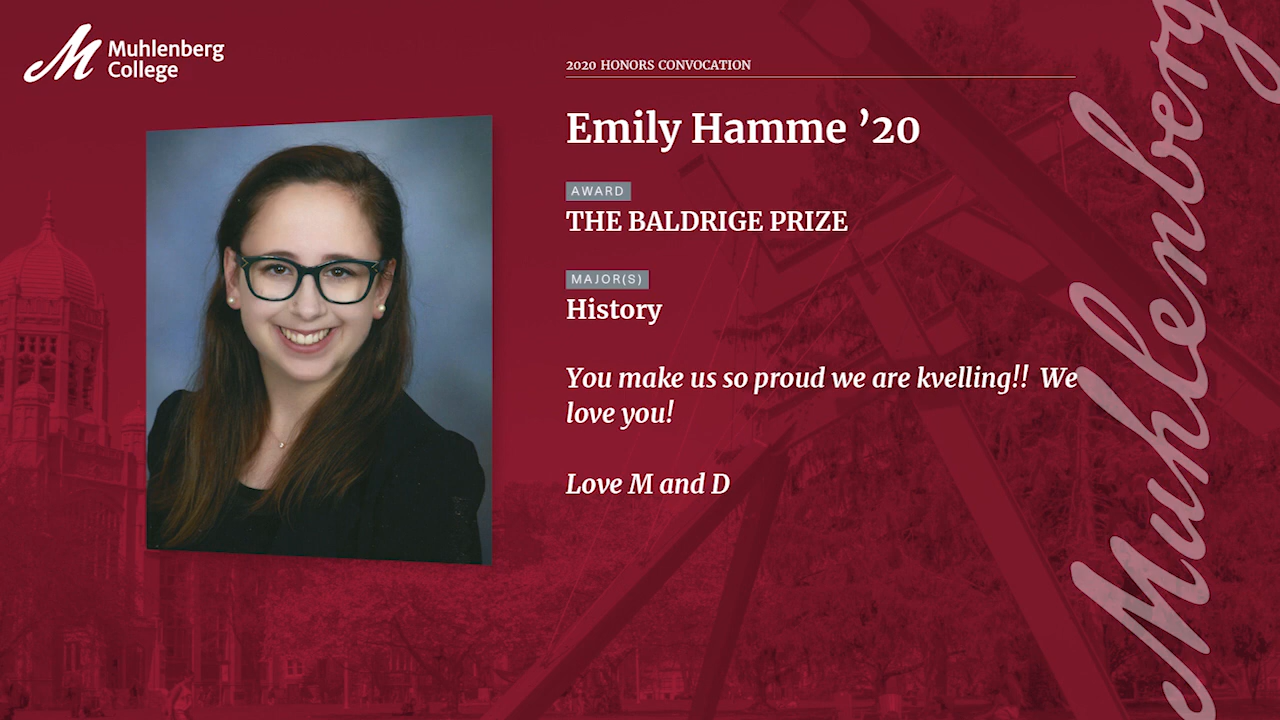 Muhlenberg
College
2020 HONORS CONVOCATION
Emily Hamme ’20
AWARD
THE BALDRIGE PRIZE
MAJOR(S)
History
You make us so proud we are kvelling!!  We
love you!
Love M and D
Muhlenberg